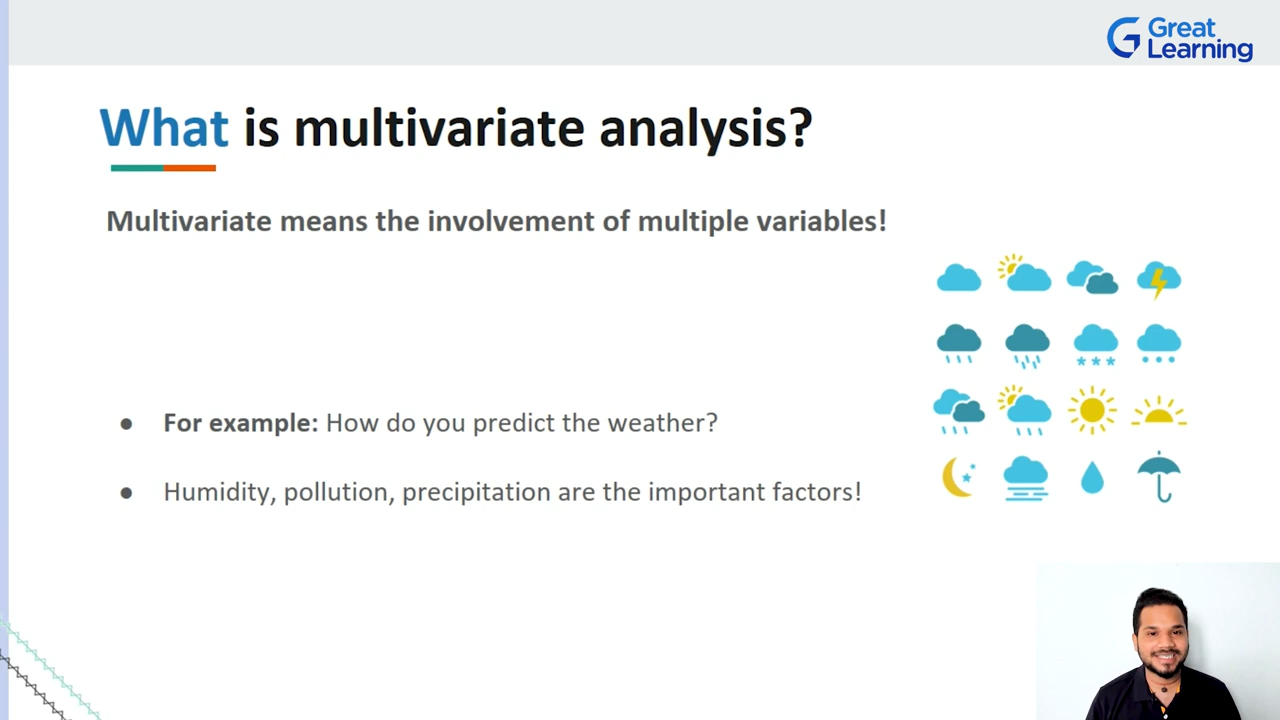 Great
Learning
What is multivariate analysis?
Multivariate means the involvement of multiple variables!
● For example: How do you predict the weather?
● Humidity, pollution, precipitation are the important factors!